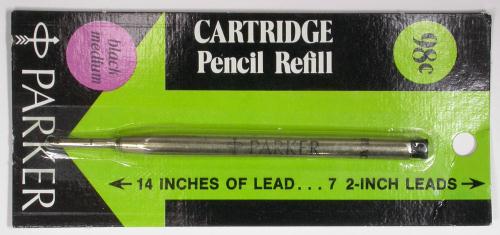 PARKER
black
medium
CARTRIDGE
Pencil Refill
98¢
PARKER
14 INCHES OF LEAD...7 2-INCH LEADS